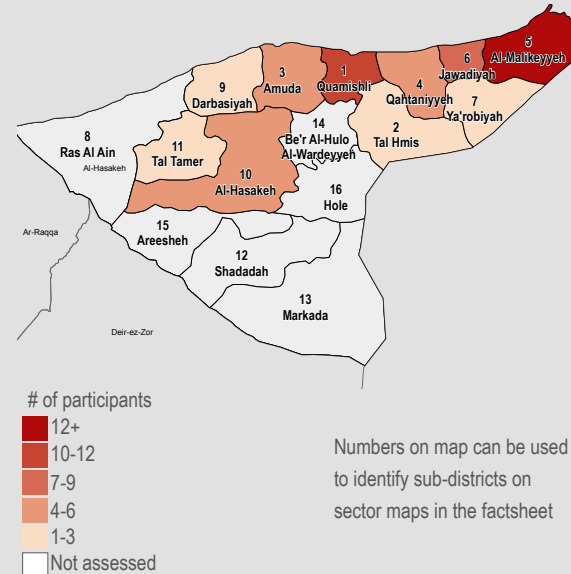 5
Al-Malikeyyeh
6
Jawadiyah
3
Amuda
1
Quamishli
9
Darbasiyah
4
Qahtaniyyeh
7
Ya'robiyah
14
Be'r Al-Hulo
Al-Wardeyyeh
2
Tal Hmis
8
Ras Al Ain
Al-Hasakeh
11
Tal Tamer
10
Al-Hasakeh
16
Hole
Ar-Raqqa
15
Areesheh
12
Shadadah
13
Markada
Deir-ez-Zor
# of participants
12+
10-12
7-9
4-6
1-3
Not assessed
Numbers on map can be used
to identify sub-districts on
sector maps in the factsheet